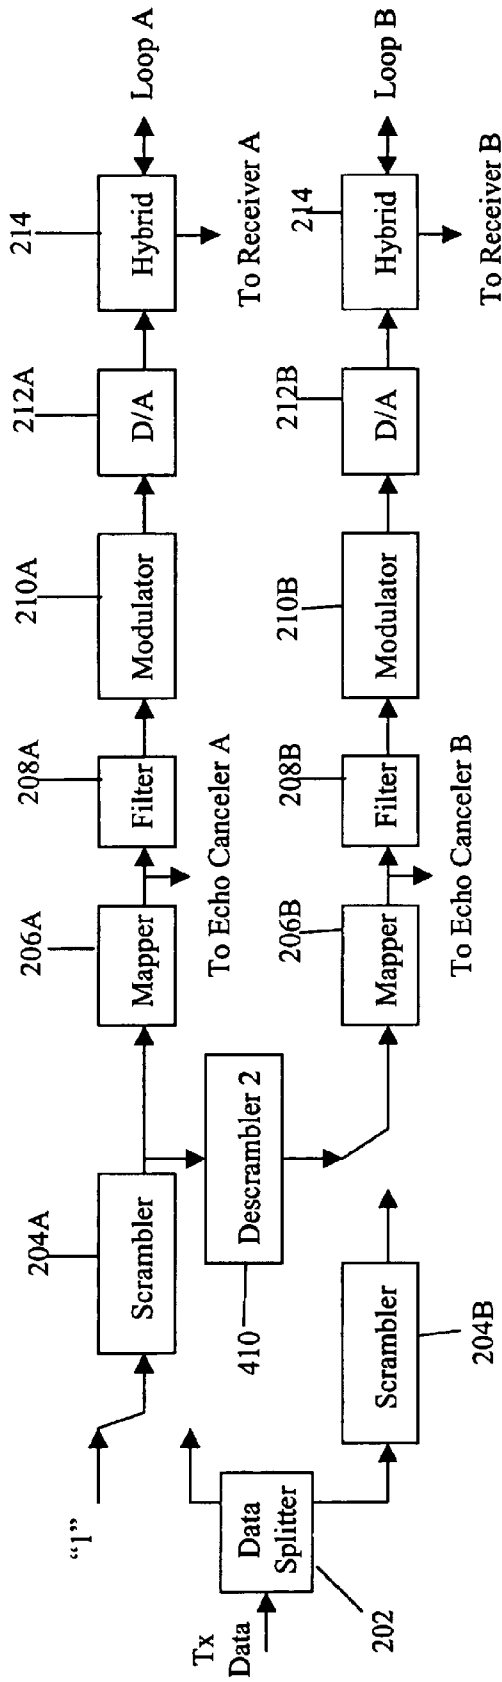 "1"
204A
Scrambler
206A
Mapper
208A
Filter
210A
Modulator
212A
D/A
214
Hybrid
Loop A
To Echo Canceler A
To Receiver A
410
Descrambler 2
Tx
Data
Data
Splitter
202
Scrambler
204B
206B
Mapper
208B
Filter
210B
Modulator
212B
D/A
214
Hybrid
Loop B
To Echo Canceler B
To Receiver B